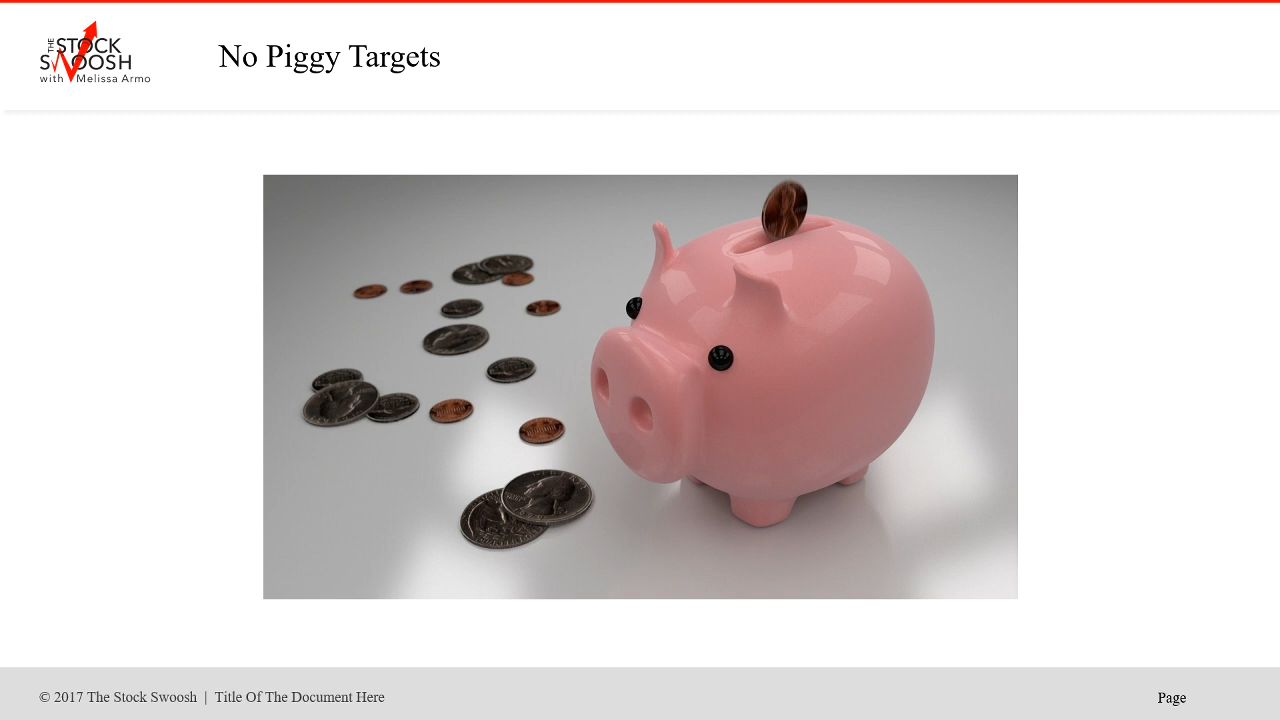 THE STOCK
SWOOSH
with Melissa Armo
No Piggy Targets
© 2017 The Stock Swoosh | Title Of The Document Here
Page